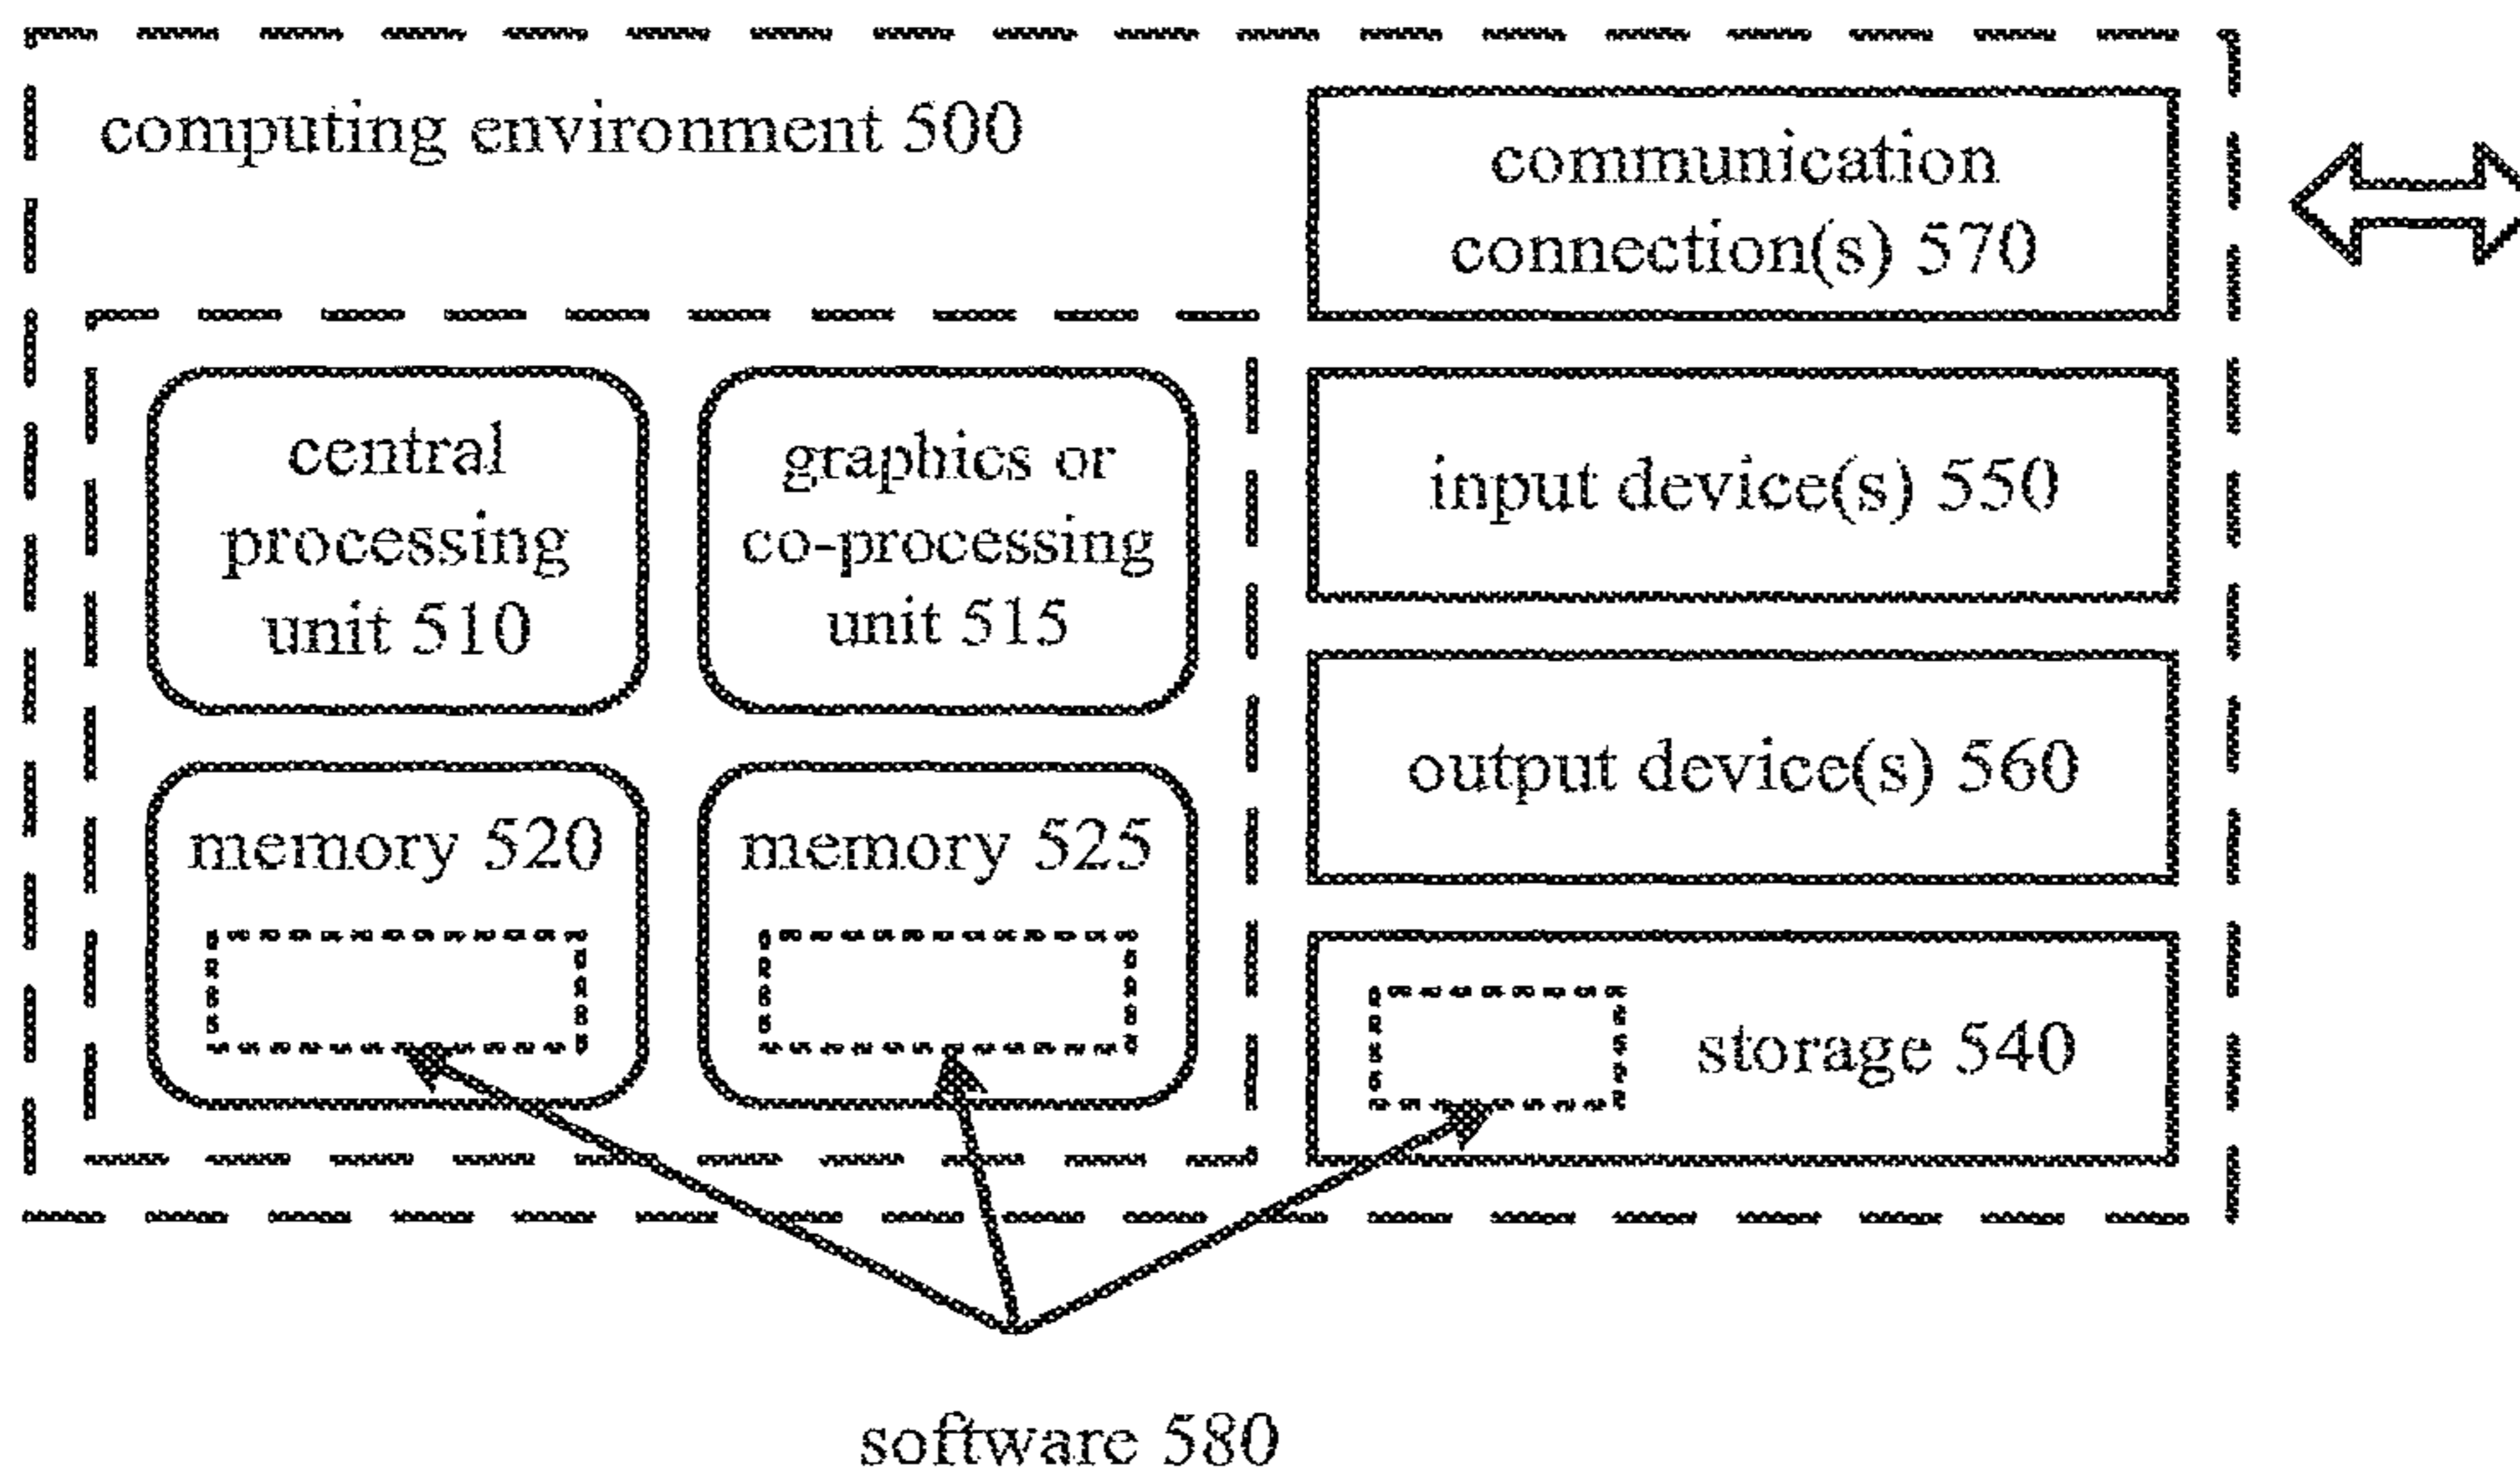 computing environment 500
communication
connection(s) 570
central
processing
unit 510
graphics or
co-processing
unit 515
input device(s) 550
output device(s) 560
memory 520
memory 525
storage 540
software 580